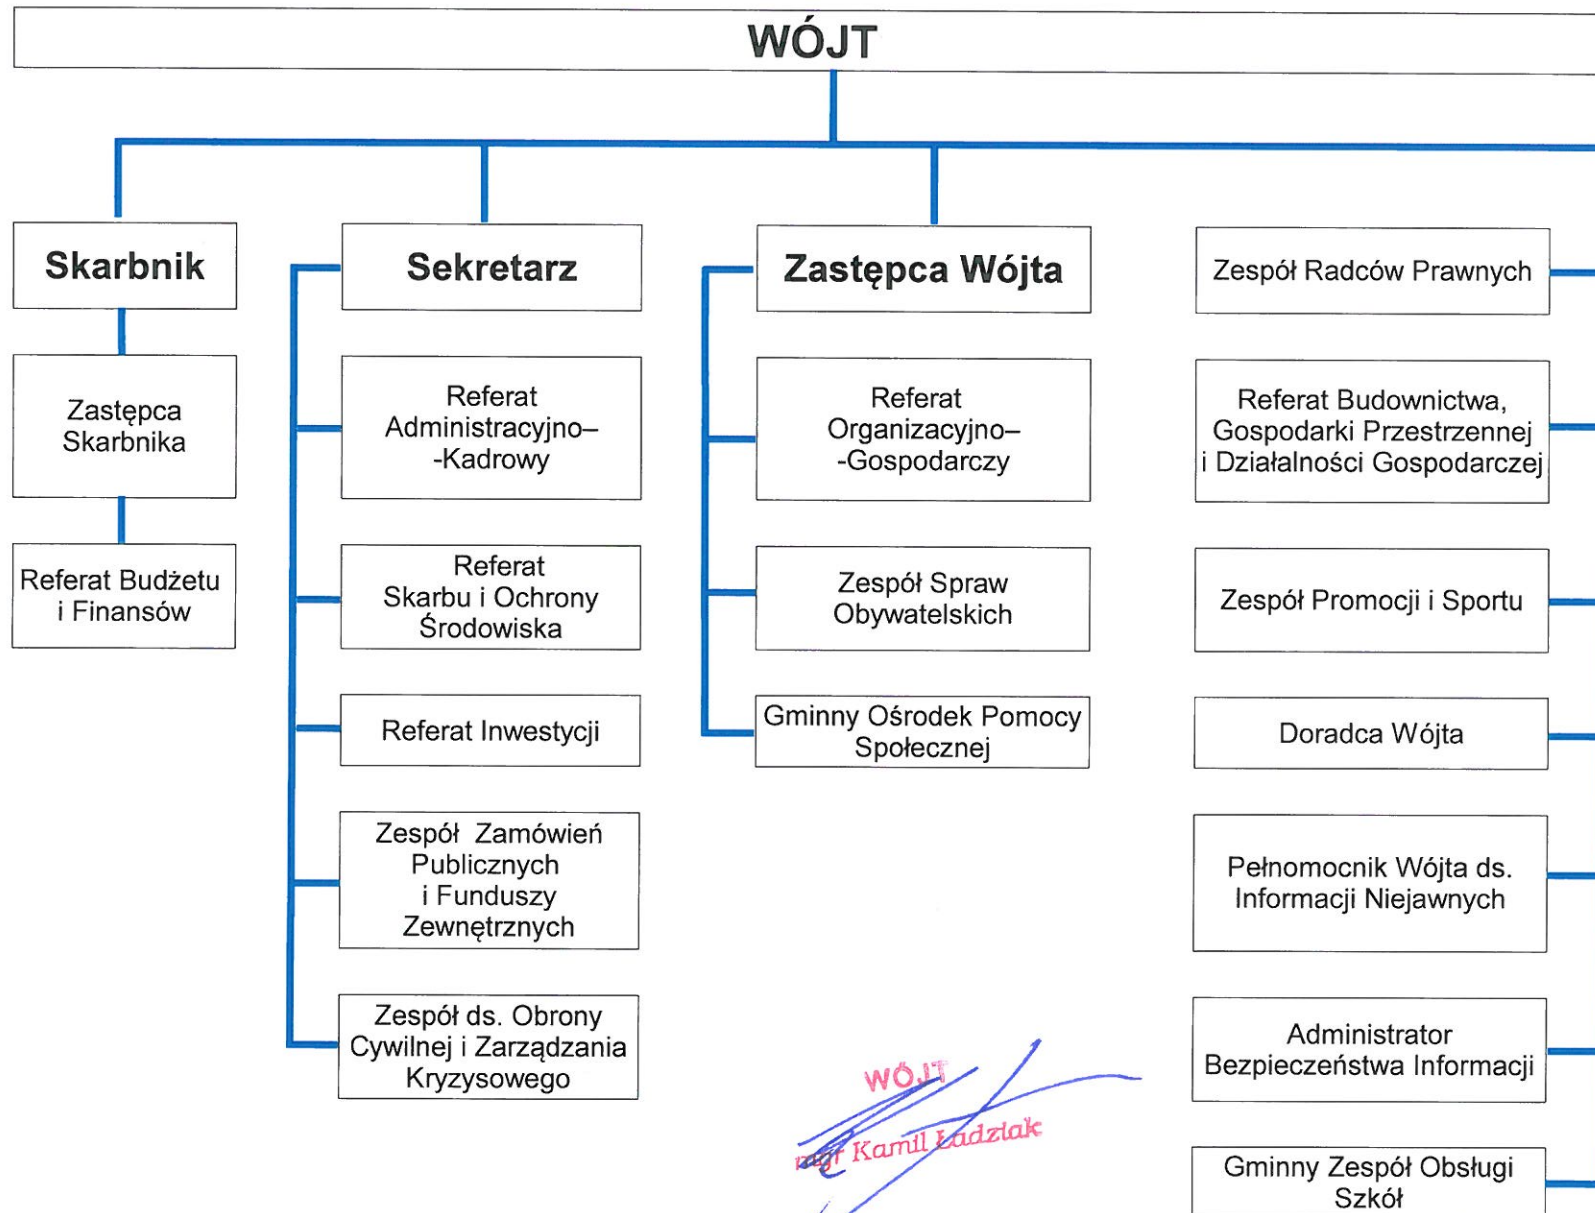 WÓJT
Skarbnik
Zastępca
Skarbnika
Referat Budżetu
i Finansów
Sekretarz
Referat
Administracyjno–
-Kadrowy
Referat
Skarbu i Ochrony
Środowiska
Referat Inwestycji
Zespół Zamówień
Publicznych
i Funduszy
Zewnętrznych
Zespół ds. Obrony
Cywilnej i Zarządzania
Kryzysowego
Zastępca Wójta
Referat
Organizacyjno–
-Gospodarczy
Zespół Spraw
Obywatelskich
Gminny Ośrodek Pomocy
Społecznej
Zespół Radców Prawnych
Referat Budownictwa,
Gospodarki Przestrzennej
i Działalności Gospodarczej
Zespół Promocji i Sportu
Doradca Wójta
Pełnomocnik Wójta ds.
Informacji Niejawnych
Administrator
Bezpieczeństwa Informacji
Gminny Zespół Obsługi
Szkół
WÓJT
mgr Kamil Ładziak